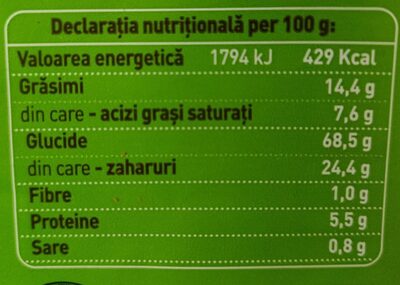 Declarația nutrițională per 100 g:
Valoarea energetică 1794 kJ 429 Kcal
Grăsimi 14,4 g
din care - acizi grași saturați 7,6 g
Glucide 68,5 g
din care - zaharuri 24,4 g
Fibre 1,0 g
Proteine 5,5 g
Sare 0,8 g